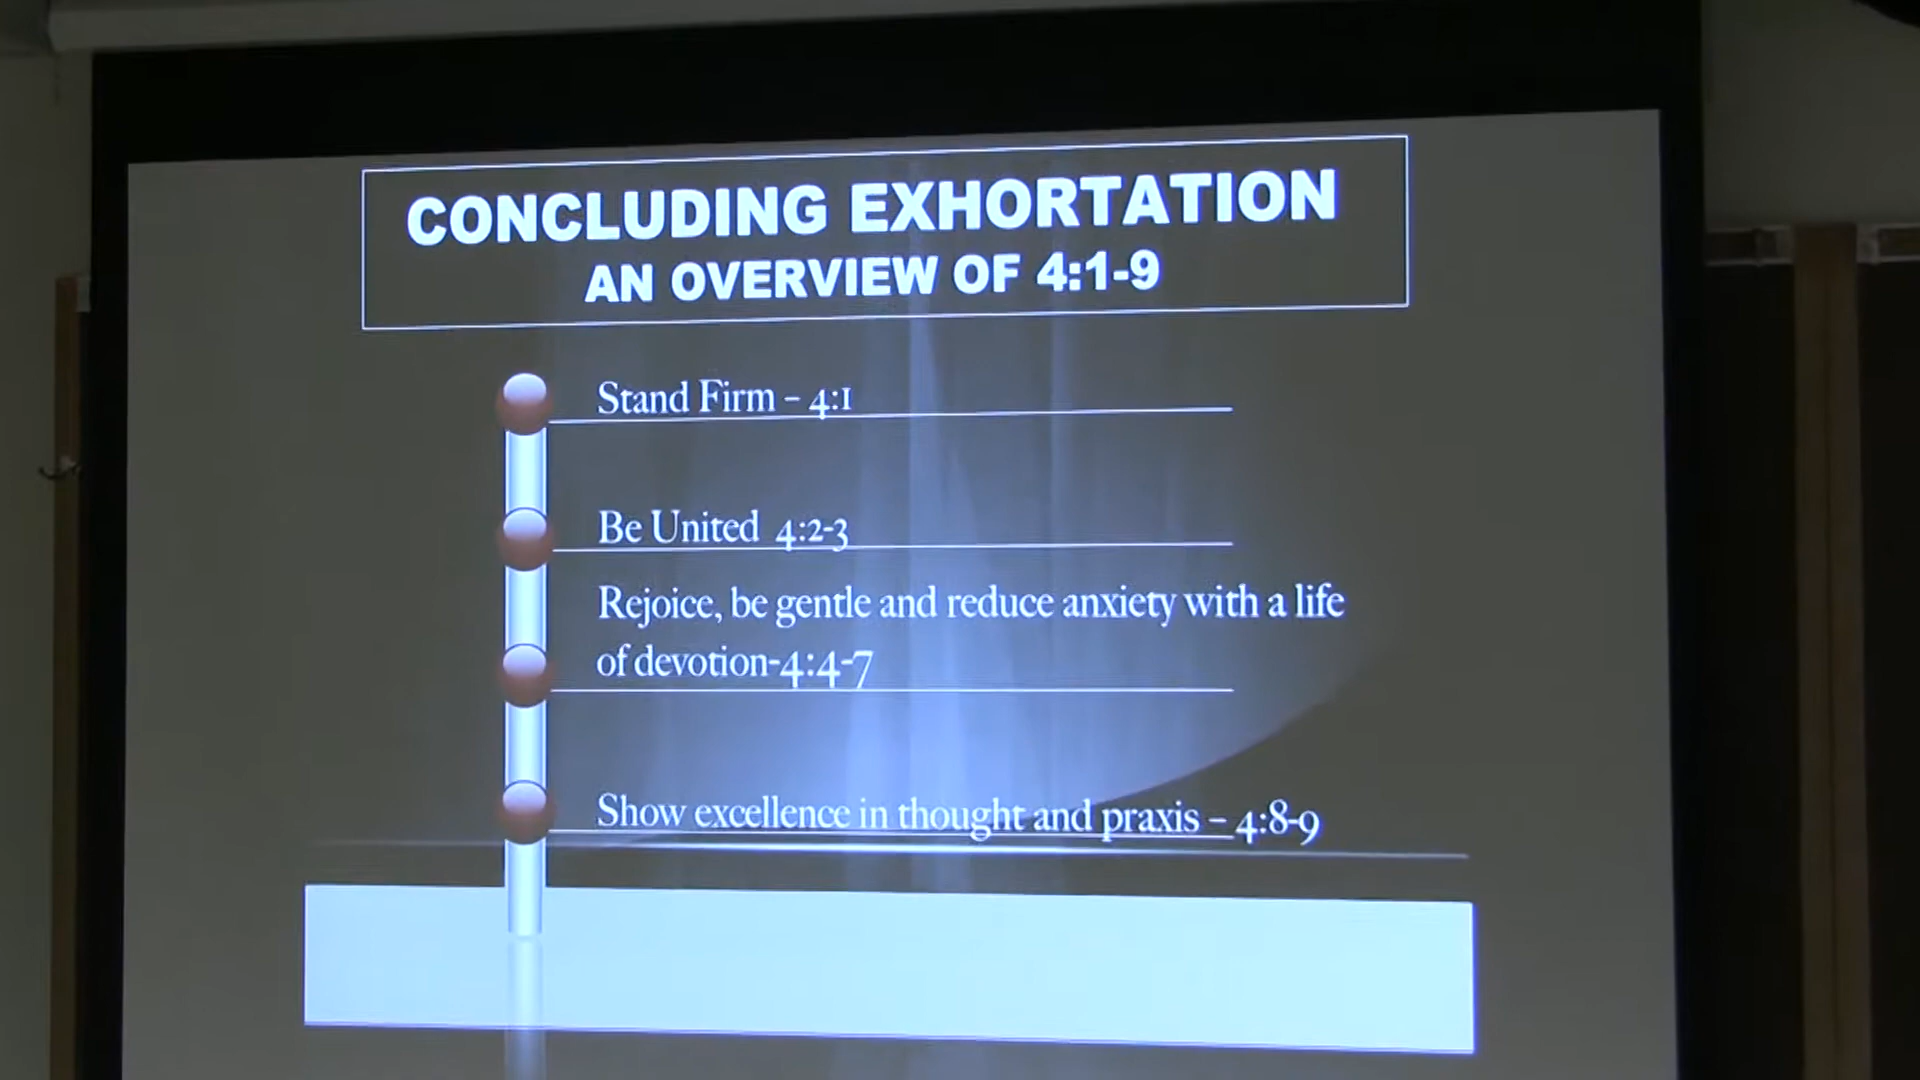 CONCLUDING EXHORTATION
AN OVERVIEW OF 4:1-9
Stand Firm – 4:1
Be United 4:2-3
Rejoice, be gentle and reduce anxiety with a life
of devotion-4:4-7
Show excellence in thought and praxis – 4:8-9